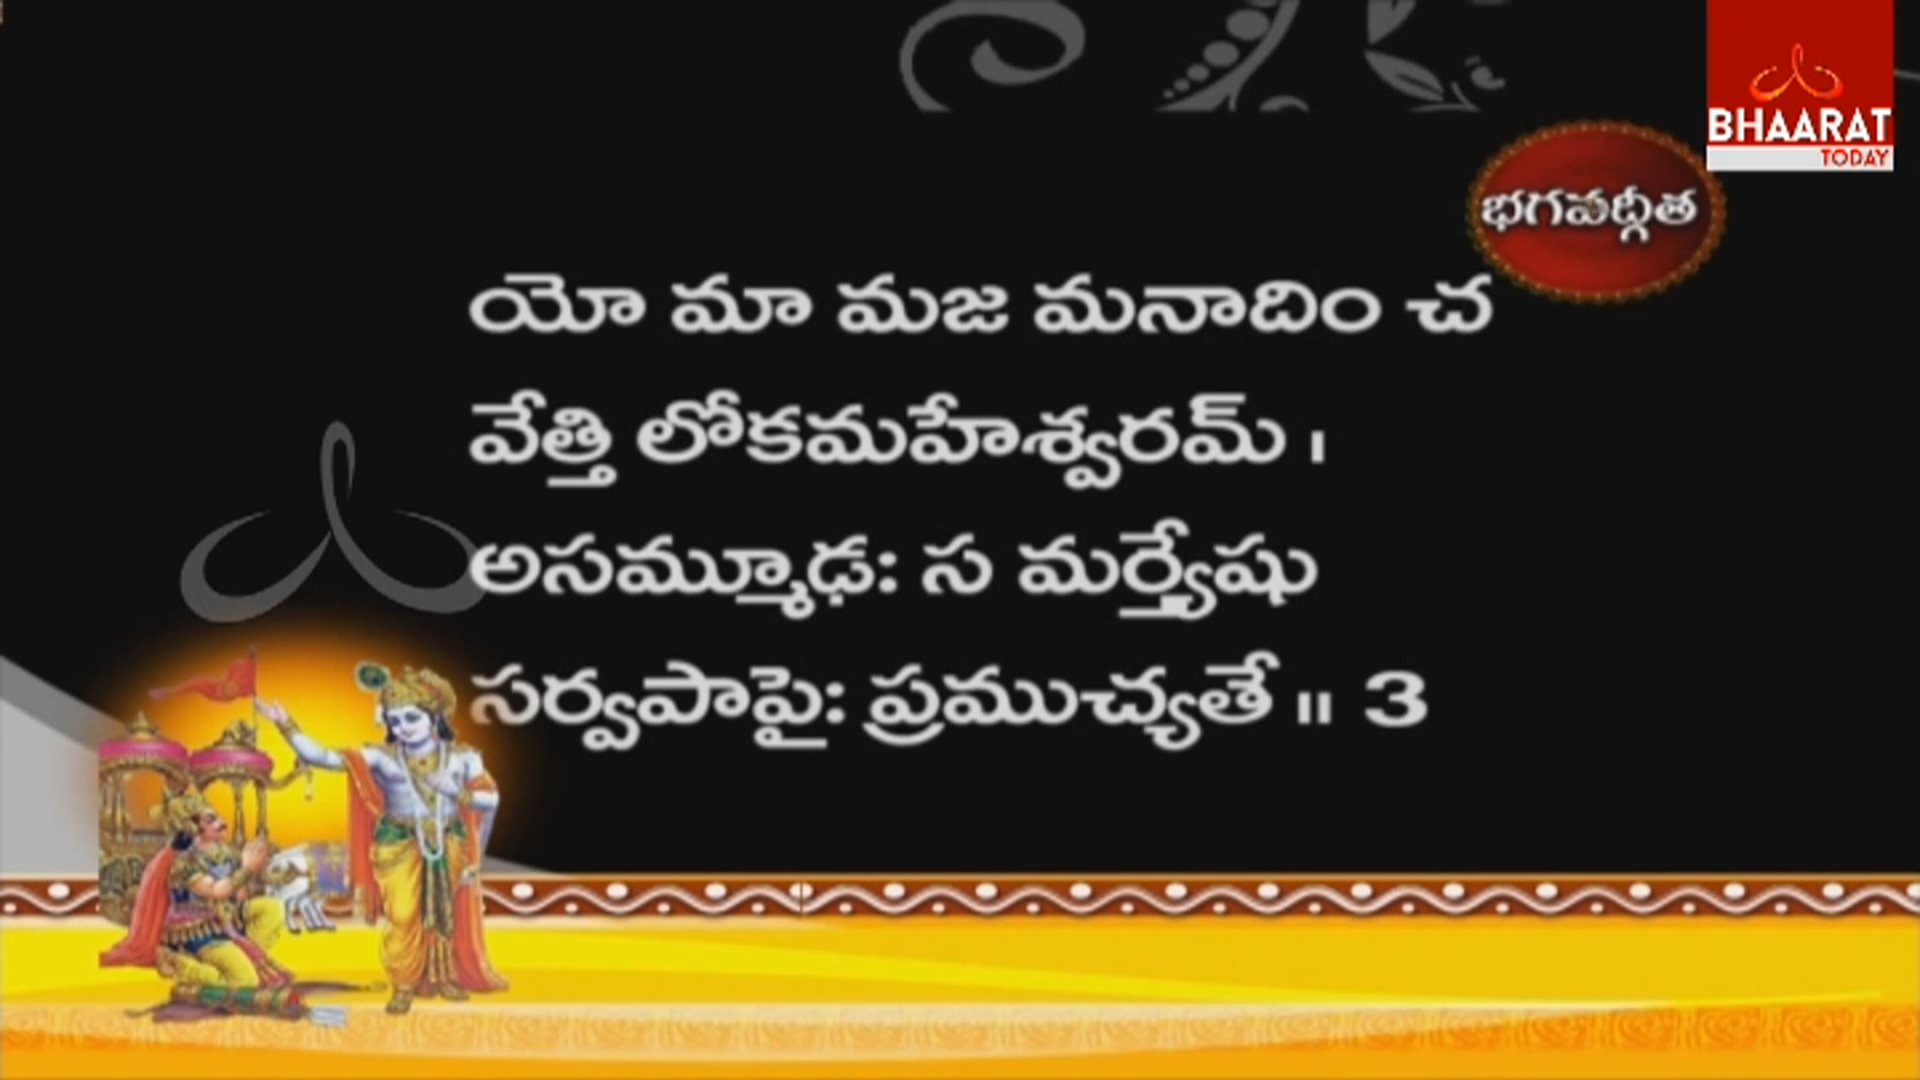 BHAARAT
TODAY
భగవద్గీత
యో మా మజ మనాదిం చ
వేత్తి లోకమహేశ్వరమ్ ।
అసమ్మూఢః స మర్త్యేషు
సర్వపాపైః ప్రముచ్యతే ॥ 3